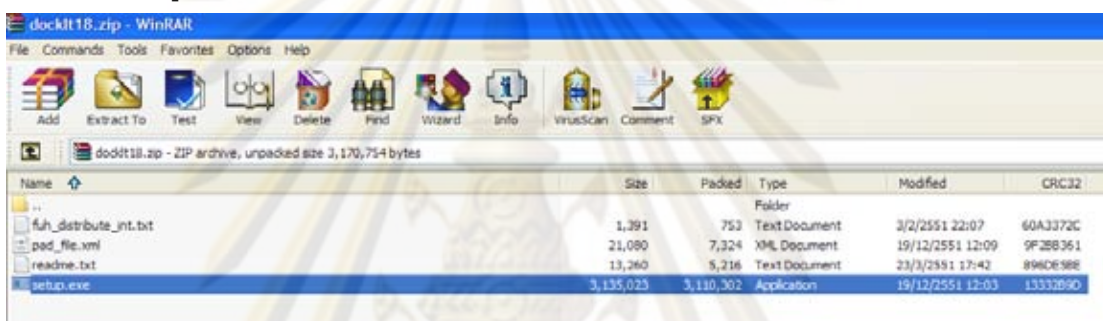 dockIt18.zip - WinRAR
File Commands Tools Favorites Options Help
Add Extract To Test View Delete Find Wizard Info VirusScan Comment SFX
dockIt18.zip - ZIP archive, unpacked size 3,170,754 bytes
Name Size Packed Type Modified CRC32
.. Folder
fuh_distribute_int.txt 1,391 753 Text Document 3/2/2551 22:07 60A3372C
pad_file.xml 21,080 7,324 XML Document 19/12/2551 12:09 9F2BB361
readme.txt 13,260 5,216 Text Document 23/3/2551 17:42 896DE5BE
setup.exe 3,135,023 3,110,302 Application 19/12/2551 12:03 13332B9D